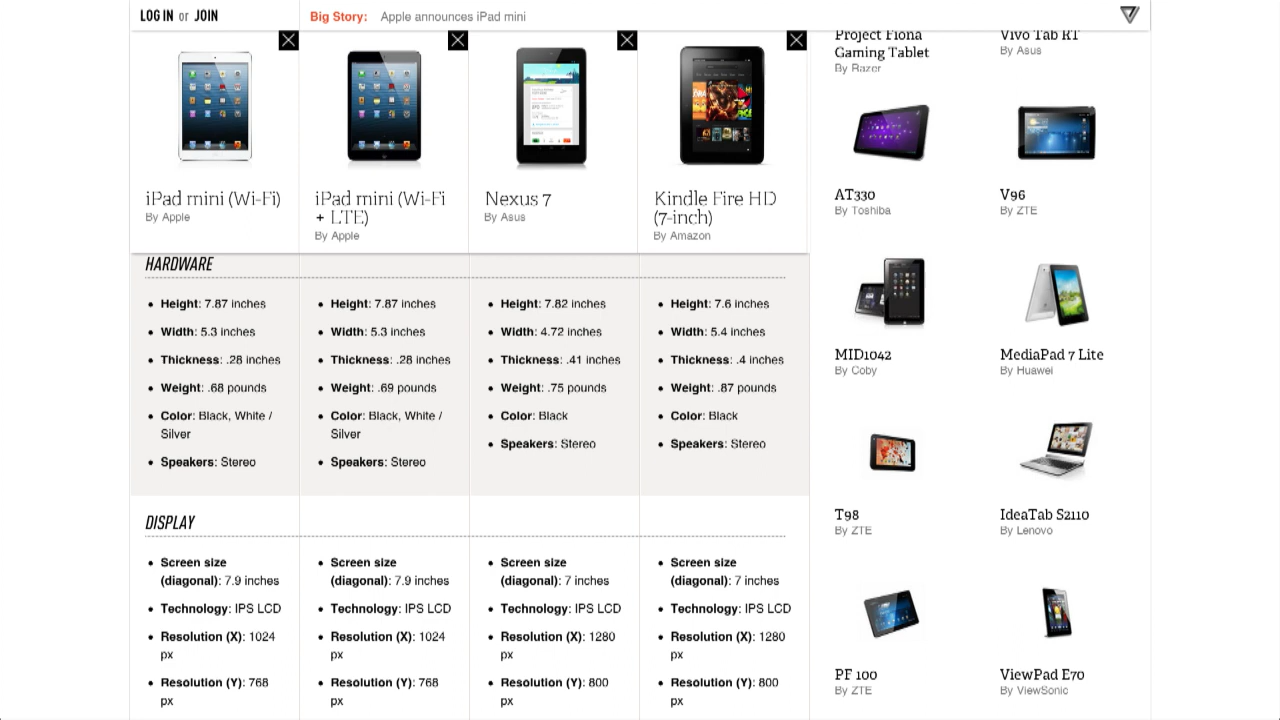 LOG IN or JOIN
Big Story: Apple announces iPad mini
iPad mini (Wi-Fi)
By Apple
iPad mini (Wi-Fi
+ LTE)
By Apple
Nexus 7
By Asus
Kindle Fire HD
(7-inch)
By Amazon
HARDWARE
Height: 7.87 inches
Width: 5.3 inches
Thickness: .28 inches
Weight: .68 pounds
Color: Black, White /
Silver
Speakers: Stereo
Height: 7.87 inches
Width: 5.3 inches
Thickness: .28 inches
Weight: .69 pounds
Color: Black, White /
Silver
Speakers: Stereo
Height: 7.82 inches
Width: 4.72 inches
Thickness: .41 inches
Weight: .75 pounds
Color: Black
Speakers: Stereo
Height: 7.6 inches
Width: 5.4 inches
Thickness: .4 inches
Weight: .87 pounds
Color: Black
Speakers: Stereo
DISPLAY
Screen size
(diagonal): 7.9 inches
Technology: IPS LCD
Resolution (X): 1024
px
Resolution (Y): 768
px
Screen size
(diagonal): 7.9 inches
Technology: IPS LCD
Resolution (X): 1024
px
Resolution (Y): 768
px
Screen size
(diagonal): 7 inches
Technology: IPS LCD
Resolution (X): 1280
px
Resolution (Y): 800
px
Screen size
(diagonal): 7 inches
Technology: IPS LCD
Resolution (X): 1280
px
Resolution (Y): 800
px
Project Fiona
Gaming Tablet
By Razer
Vivo Tab RT
By Asus
AT330
By Toshiba
V96
By ZTE
MID1042
By Coby
MediaPad 7 Lite
By Huawei
T98
By ZTE
IdeaTab S2110
By Lenovo
PF 100
By ZTE
ViewPad E70
By ViewSonic